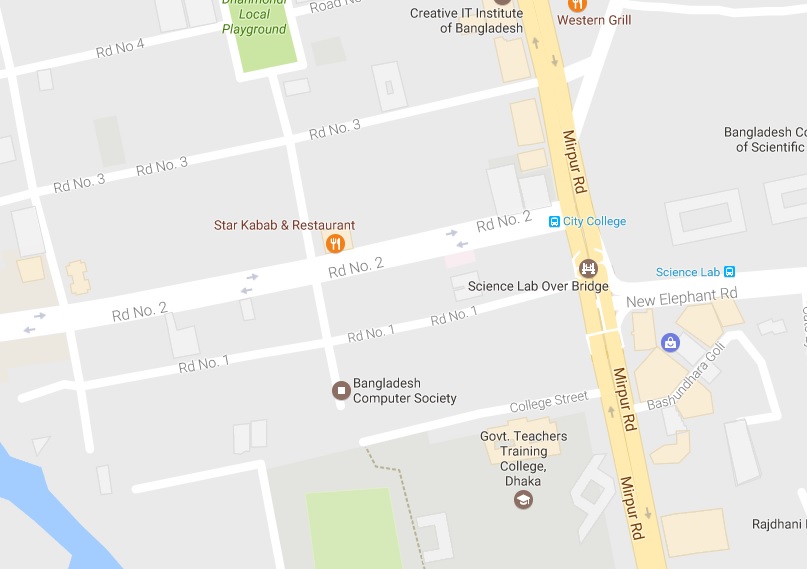 Dhanmondi
Local
Playground
Road No
Creative IT Institute
of Bangladesh
Western Grill
Rd No 4
Rd No. 3
Rd No. 3
Rd No. 3
Mirpur Rd
Bangladesh Co
of Scientific
Star Kabab & Restaurant
Rd No. 2
City College
Rd No. 2
Science Lab
Science Lab Over Bridge
New Elephant Rd
Rd No. 2
Rd No. 1
Rd No. 1
Rd No. 1
Bangladesh
Computer Society
College Street
Mirpur Rd
Bashundhara Goli
Govt. Teachers
Training
College,
Dhaka
Mirpur Rd
Rajdhani